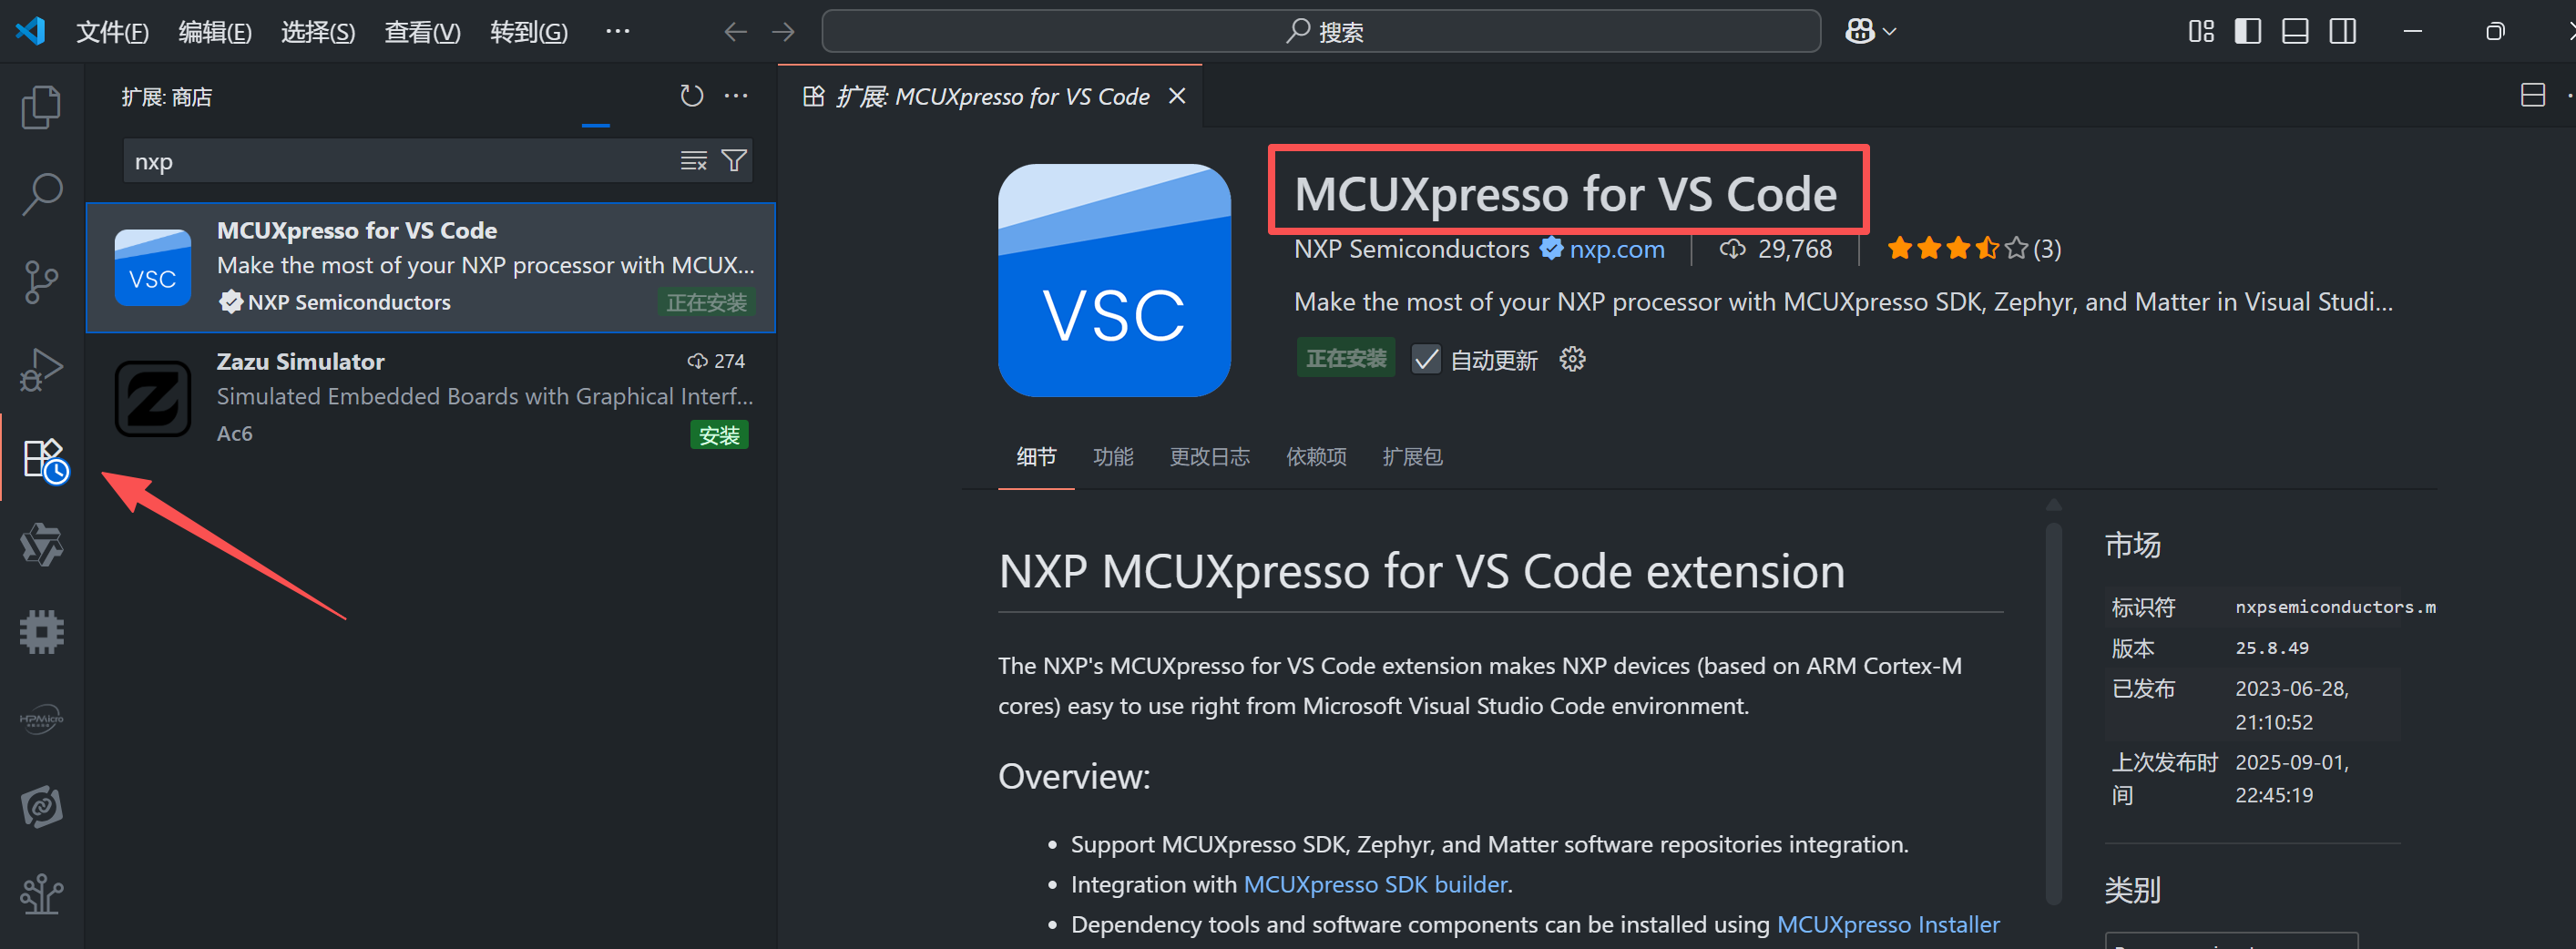 文件(F) 编辑(E) 选择(S) 查看(V) 转到(G) ··· 搜索
扩展: 商店
nxp
MCUXpresso for VS Code
Make the most of your NXP processor with MCUX...
NXP Semiconductors 正在安装
VSC
Zazu Simulator 274
Simulated Embedded Boards with Graphical Interf...
Ac6 安装
HPMicro
扩展: MCUXpresso for VS Code
VSC
MCUXpresso for VS Code
NXP Semiconductors nxp.com 29,768 (3)
Make the most of your NXP processor with MCUXpresso SDK, Zephyr, and Matter in Visual Studi...
正在安装 自动更新
细节 功能 更改日志 依赖项 扩展包
NXP MCUXpresso for VS Code extension
The NXP's MCUXpresso for VS Code extension makes NXP devices (based on ARM Cortex-M
cores) easy to use right from Microsoft Visual Studio Code environment.
Overview:
• Support MCUXpresso SDK, Zephyr, and Matter software repositories integration.
• Integration with MCUXpresso SDK builder.
• Dependency tools and software components can be installed using MCUXpresso Installer
市场
标识符 nxpsemiconductors.m
版本 25.8.49
已发布 2023-06-28,
21:10:52
上次发布时 2025-09-01,
间 22:45:19
类别